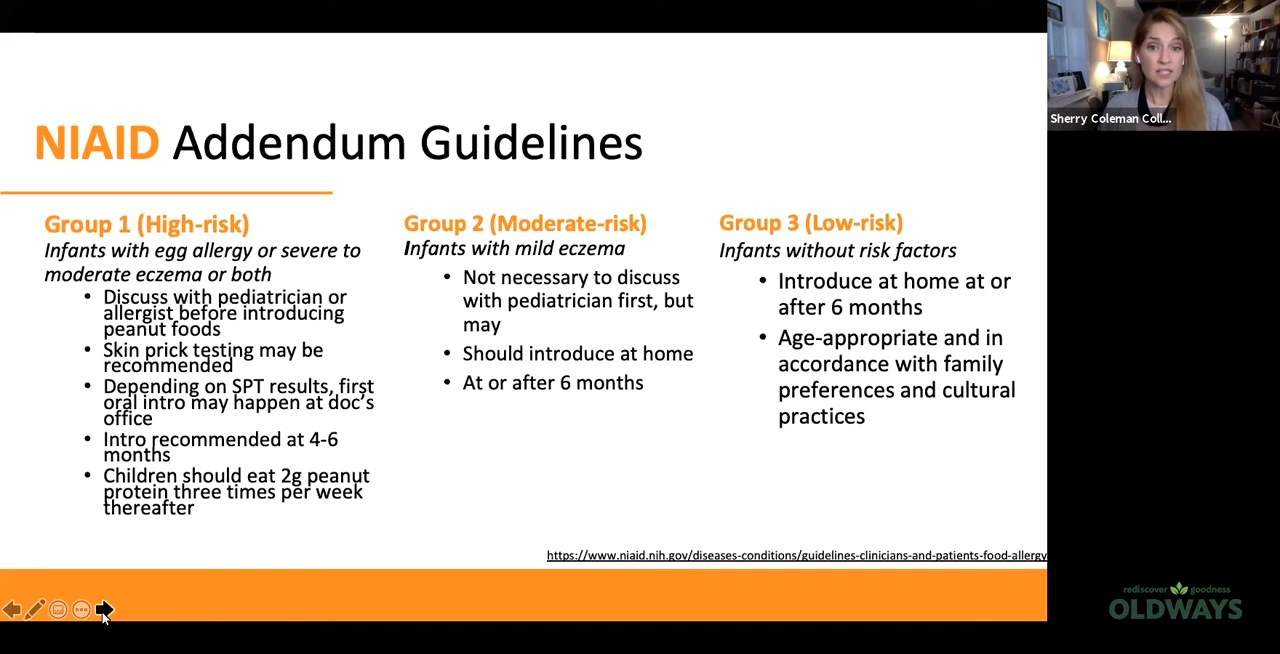 NIAID Addendum Guidelines
Group 1 (High-risk)
Infants with egg allergy or severe to
moderate eczema or both
• Discuss with pediatrician or
allergist before introducing
peanut foods
• Skin prick testing may be
recommended
• Depending on SPT results, first
oral intro may happen at doc's
office
• Intro recommended at 4-6
months
• Children should eat 2g peanut
protein three times per week
thereafter
Group 2 (Moderate-risk)
Infants with mild eczema
• Not necessary to discuss
with pediatrician first, but
may
• Should introduce at home
• At or after 6 months
Group 3 (Low-risk)
Infants without risk factors
• Introduce at home at or
after 6 months
• Age-appropriate and in
accordance with family
preferences and cultural
practices
https://www.niaid.nih.gov/diseases-conditions/guidelines-clinicians-and-patients-food-allergy
Sherry Coleman Coll...
rediscover goodness
OLDWAYS